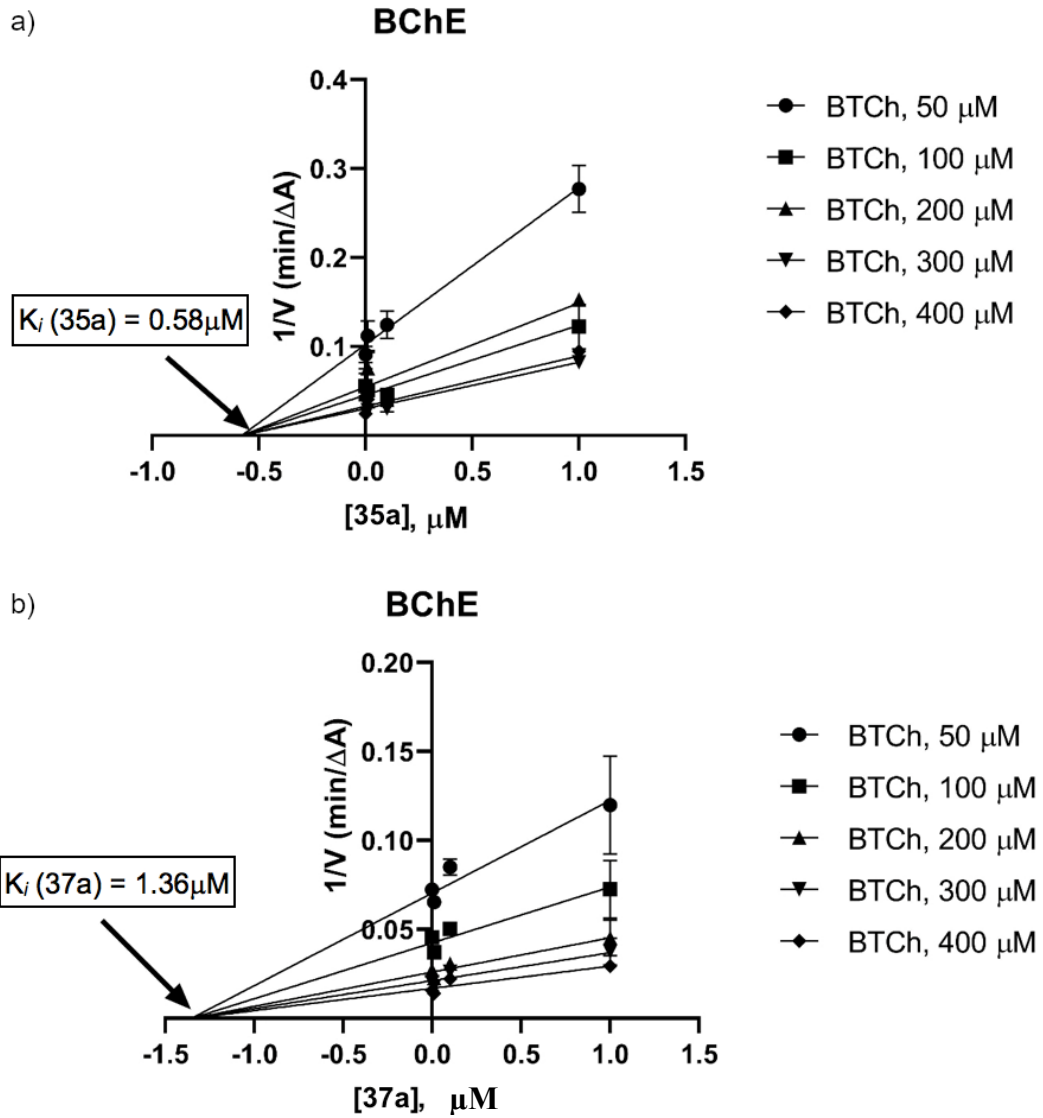 a)
BChE
0.4
0.3
0.2
0.1
1/V (min/ΔA)
-1.0 -0.5 0.0 0.5 1.0 1.5
[35a], μM
Ki (35a) = 0.58μM
BTCh, 50 μM
BTCh, 100 μM
BTCh, 200 μM
BTCh, 300 μM
BTCh, 400 μM
b)
BChE
0.20
0.15
0.10
0.05
1/V (min/ΔA)
-1.5 -1.0 -0.5 0.0 0.5 1.0 1.5
[37a], μM
Ki (37a) = 1.36μM
BTCh, 50 μM
BTCh, 100 μM
BTCh, 200 μM
BTCh, 300 μM
BTCh, 400 μM